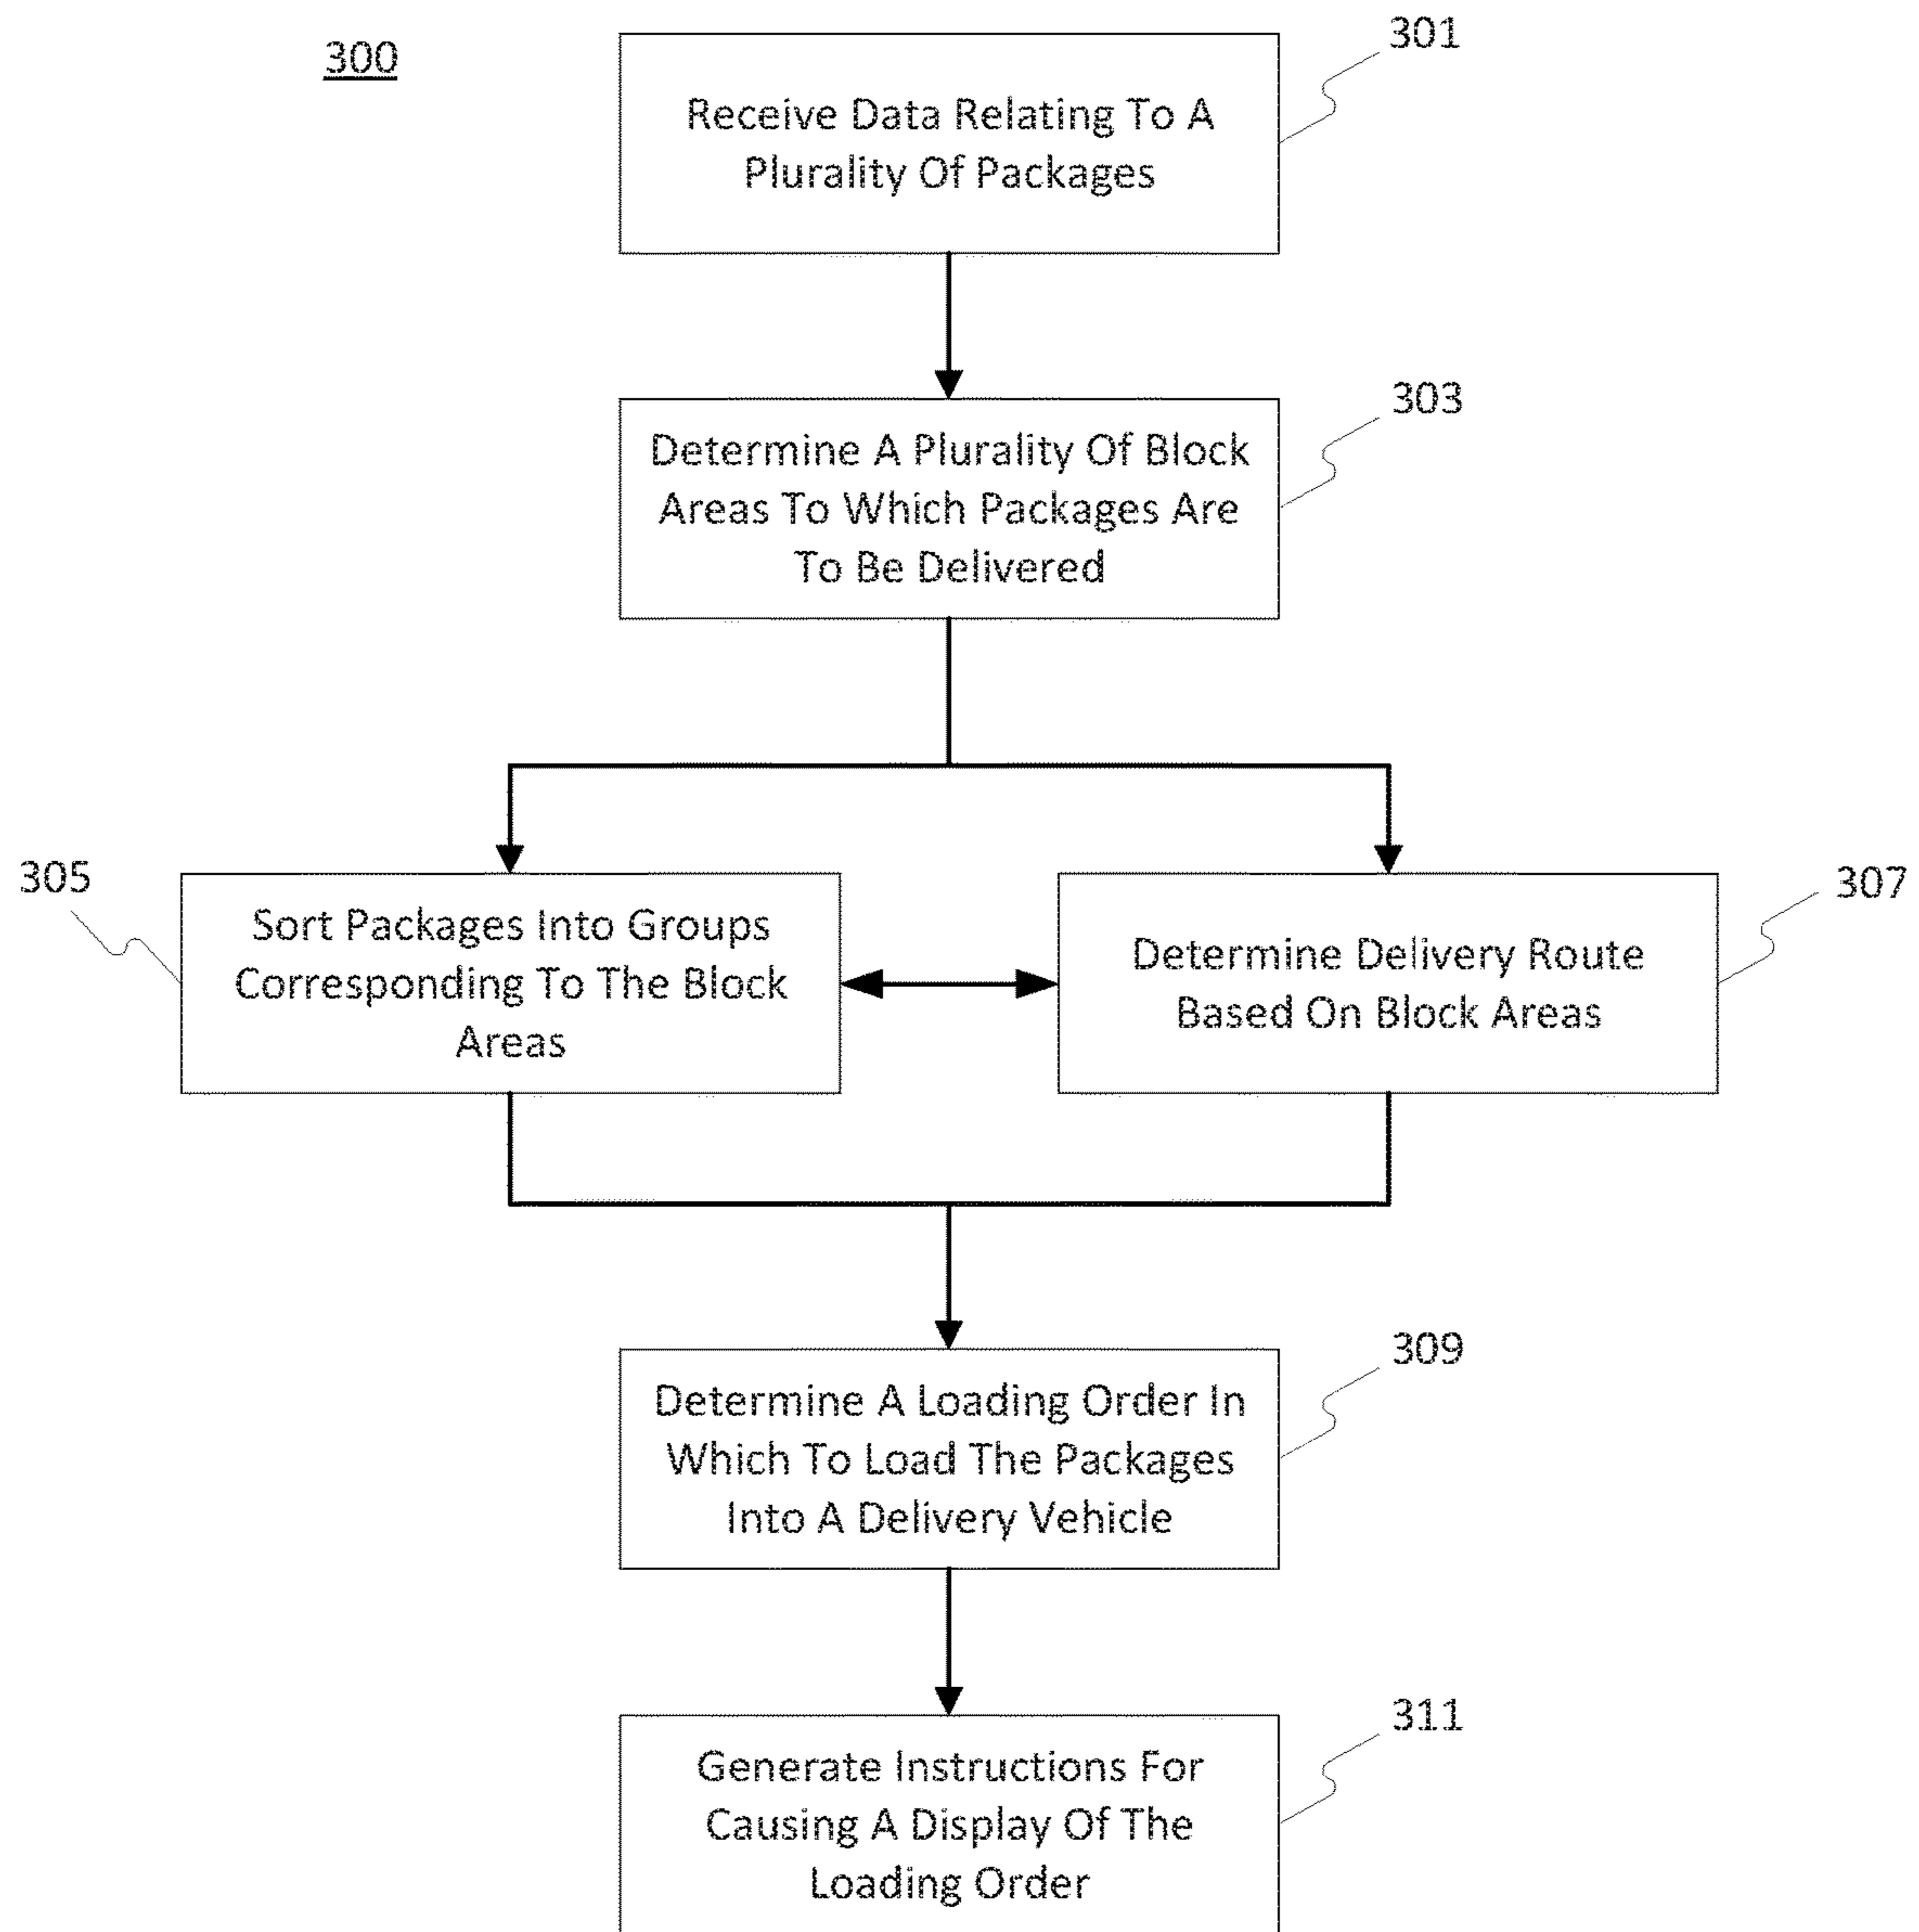 300
301
Receive Data Relating To A
Plurality Of Packages
303
Determine A Plurality Of Block
Areas To Which Packages Are
To Be Delivered
305
Sort Packages Into Groups
Corresponding To The Block
Areas
307
Determine Delivery Route
Based On Block Areas
309
Determine A Loading Order In
Which To Load The Packages
Into A Delivery Vehicle
311
Generate Instructions For
Causing A Display Of The
Loading Order